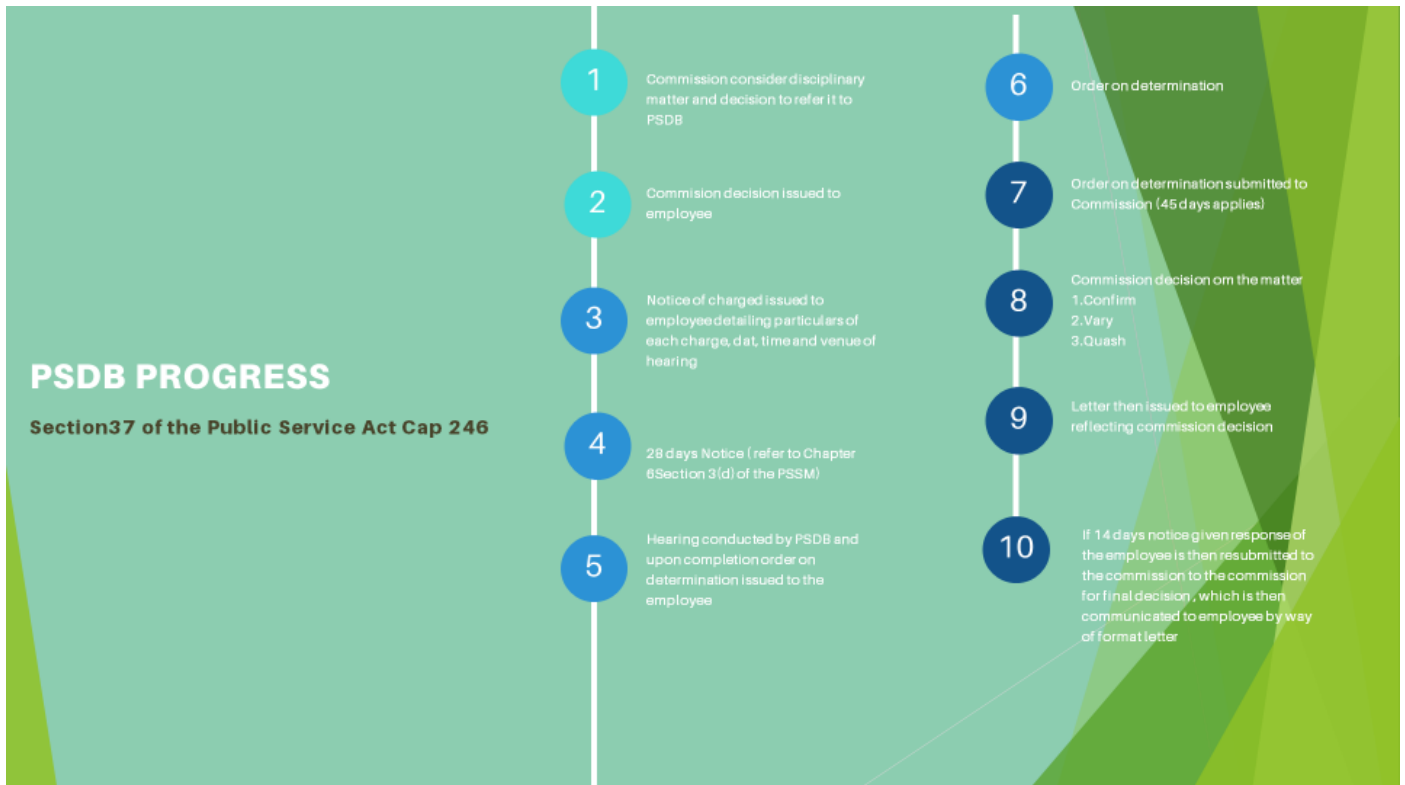 PSDB PROGRESS
Section37 of the Public Service Act Cap 246
1
Commission consider disciplinary
matter and decision to refer it to
PSDB
2
Commision decision issued to
employee
3
Notice of charged issued to
employee detailing particulars of
each charge, dat, time and venue of
hearing
4
28 days Notice ( refer to Chapter
6Section 3(d) of the PSSM)
5
Hearing conducted by PSDB and
upon completion order on
determination issued to the
employee
6
Order on determination
7
Order on determination submitted to
Commission (45 days applies)
8
Commission decision om the matter
1.Confirm
2.Vary
3.Quash
9
Letter then issued to employee
reflecting commission decision
10
If 14 days notice given response of
the employee is then resubmitted to
the commission to the commission
for final decision , which is then
communicated to employee by way
of format letter